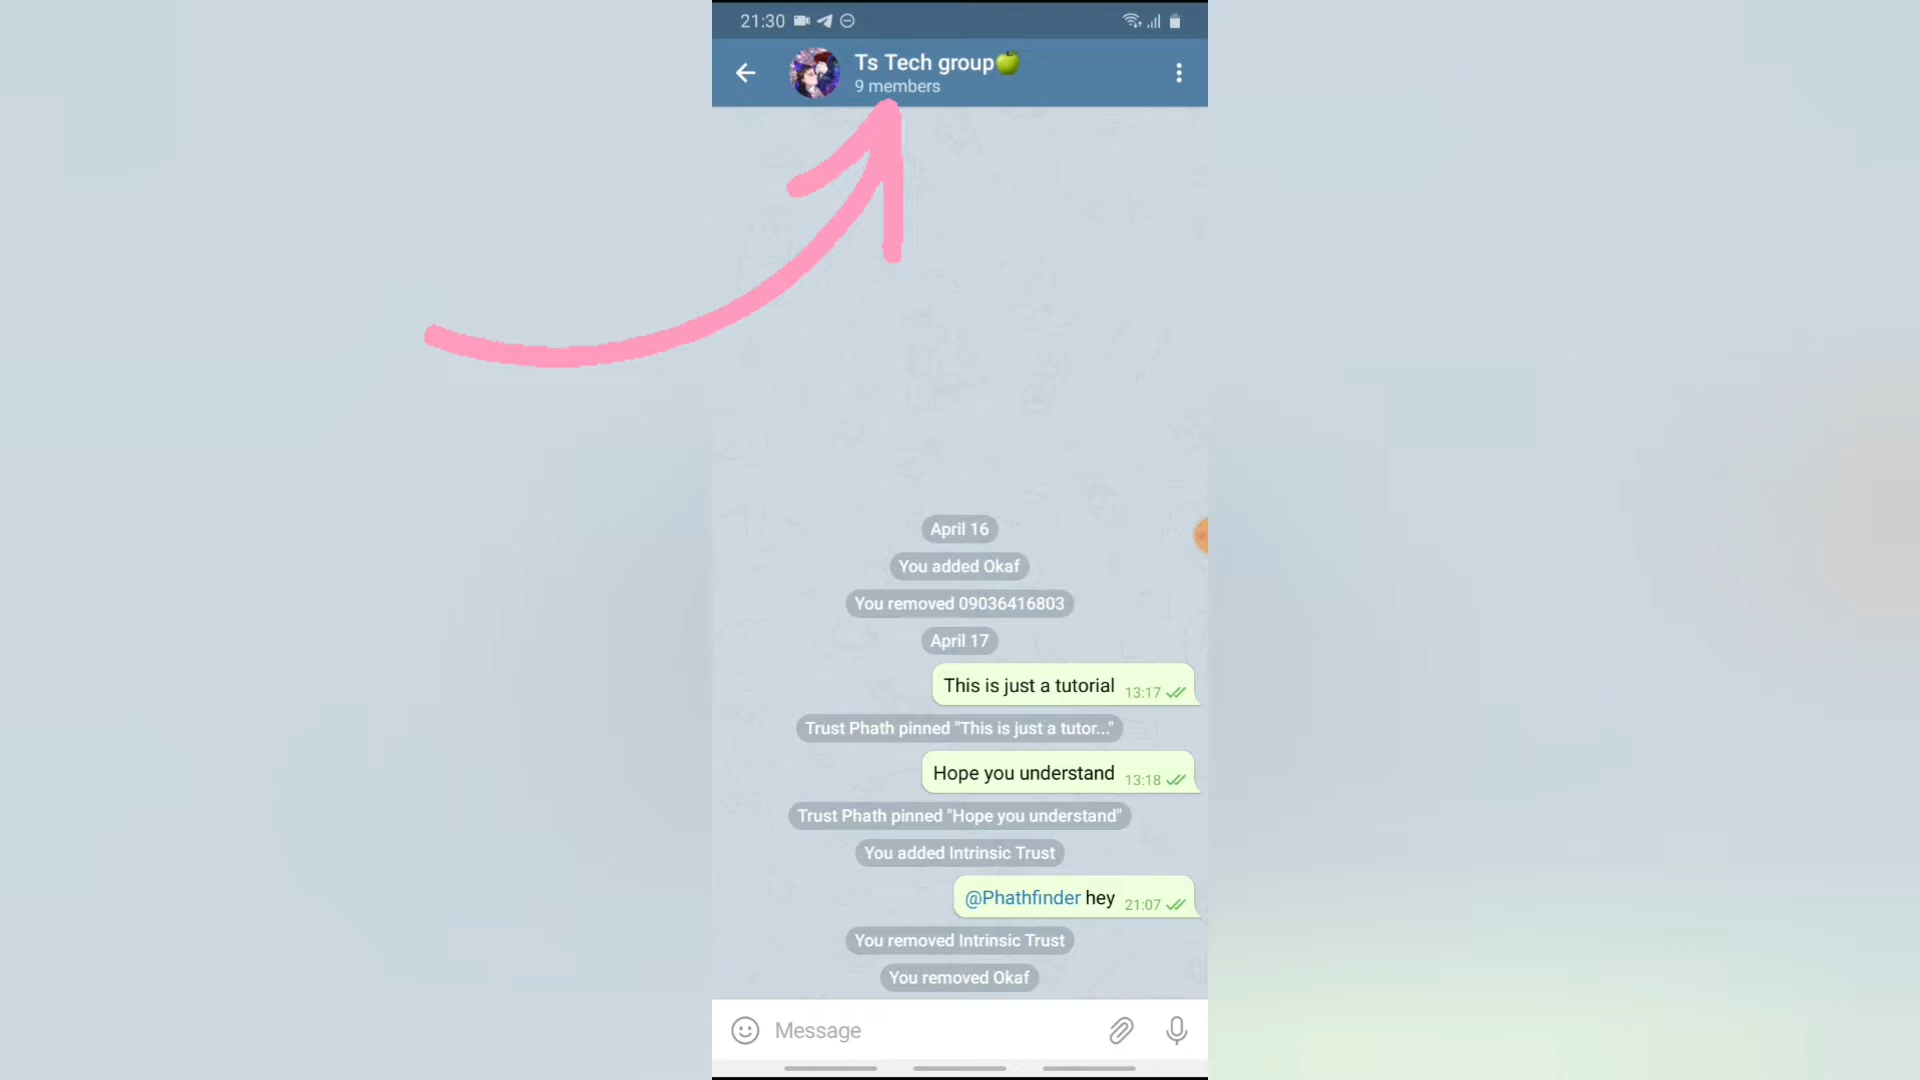 21:30
Ts Tech group🍏
9 members
April 16
You added Okaf
You removed 09036416803
April 17
This is just a tutorial 13:17
Trust Phath pinned "This is just a tutor..."
Hope you understand 13:18
Trust Phath pinned "Hope you understand"
You added Intrinsic Trust
@Phathfinder hey 21:07
You removed Intrinsic Trust
You removed Okaf
Message